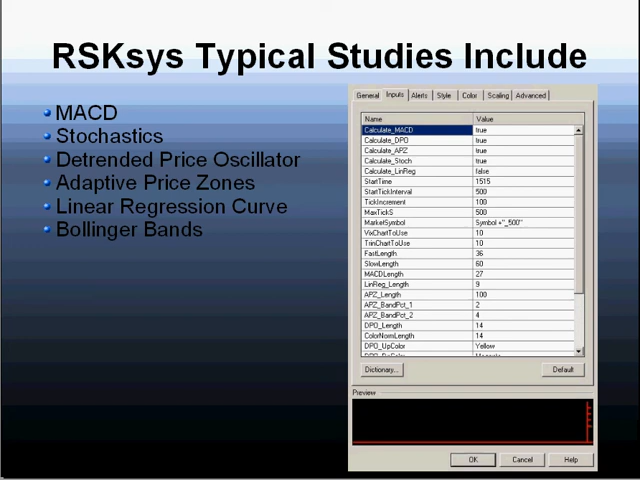 RSKsys Typical Studies Include
MACD
Stochastics
Detrended Price Oscillator
Adaptive Price Zones
Linear Regression Curve
Bollinger Bands
General Inputs Alerts Style Color Scaling Advanced
Name Value
Calculate_MACD true
Calculate_DPO true
Calculate_APZ true
Calculate_Stoch true
Calculate_LinReg false
StartTime 1515
StartTickInterval 500
TickIncrement 100
MaxTickS 500
MarketSymbol Symbol +"_500"
VixChartToUse 10
TrinChartToUse 10
FastLength 36
SlowLength 60
MACDLength 27
LinReg_Length 9
APZ_Length 100
APZ_BandPct_1 2
APZ_BandPct_2 4
DPO_Length 14
ColorNormLength 14
DPO_UpColor Yellow
Dictionary... Default
Preview
OK Cancel Help